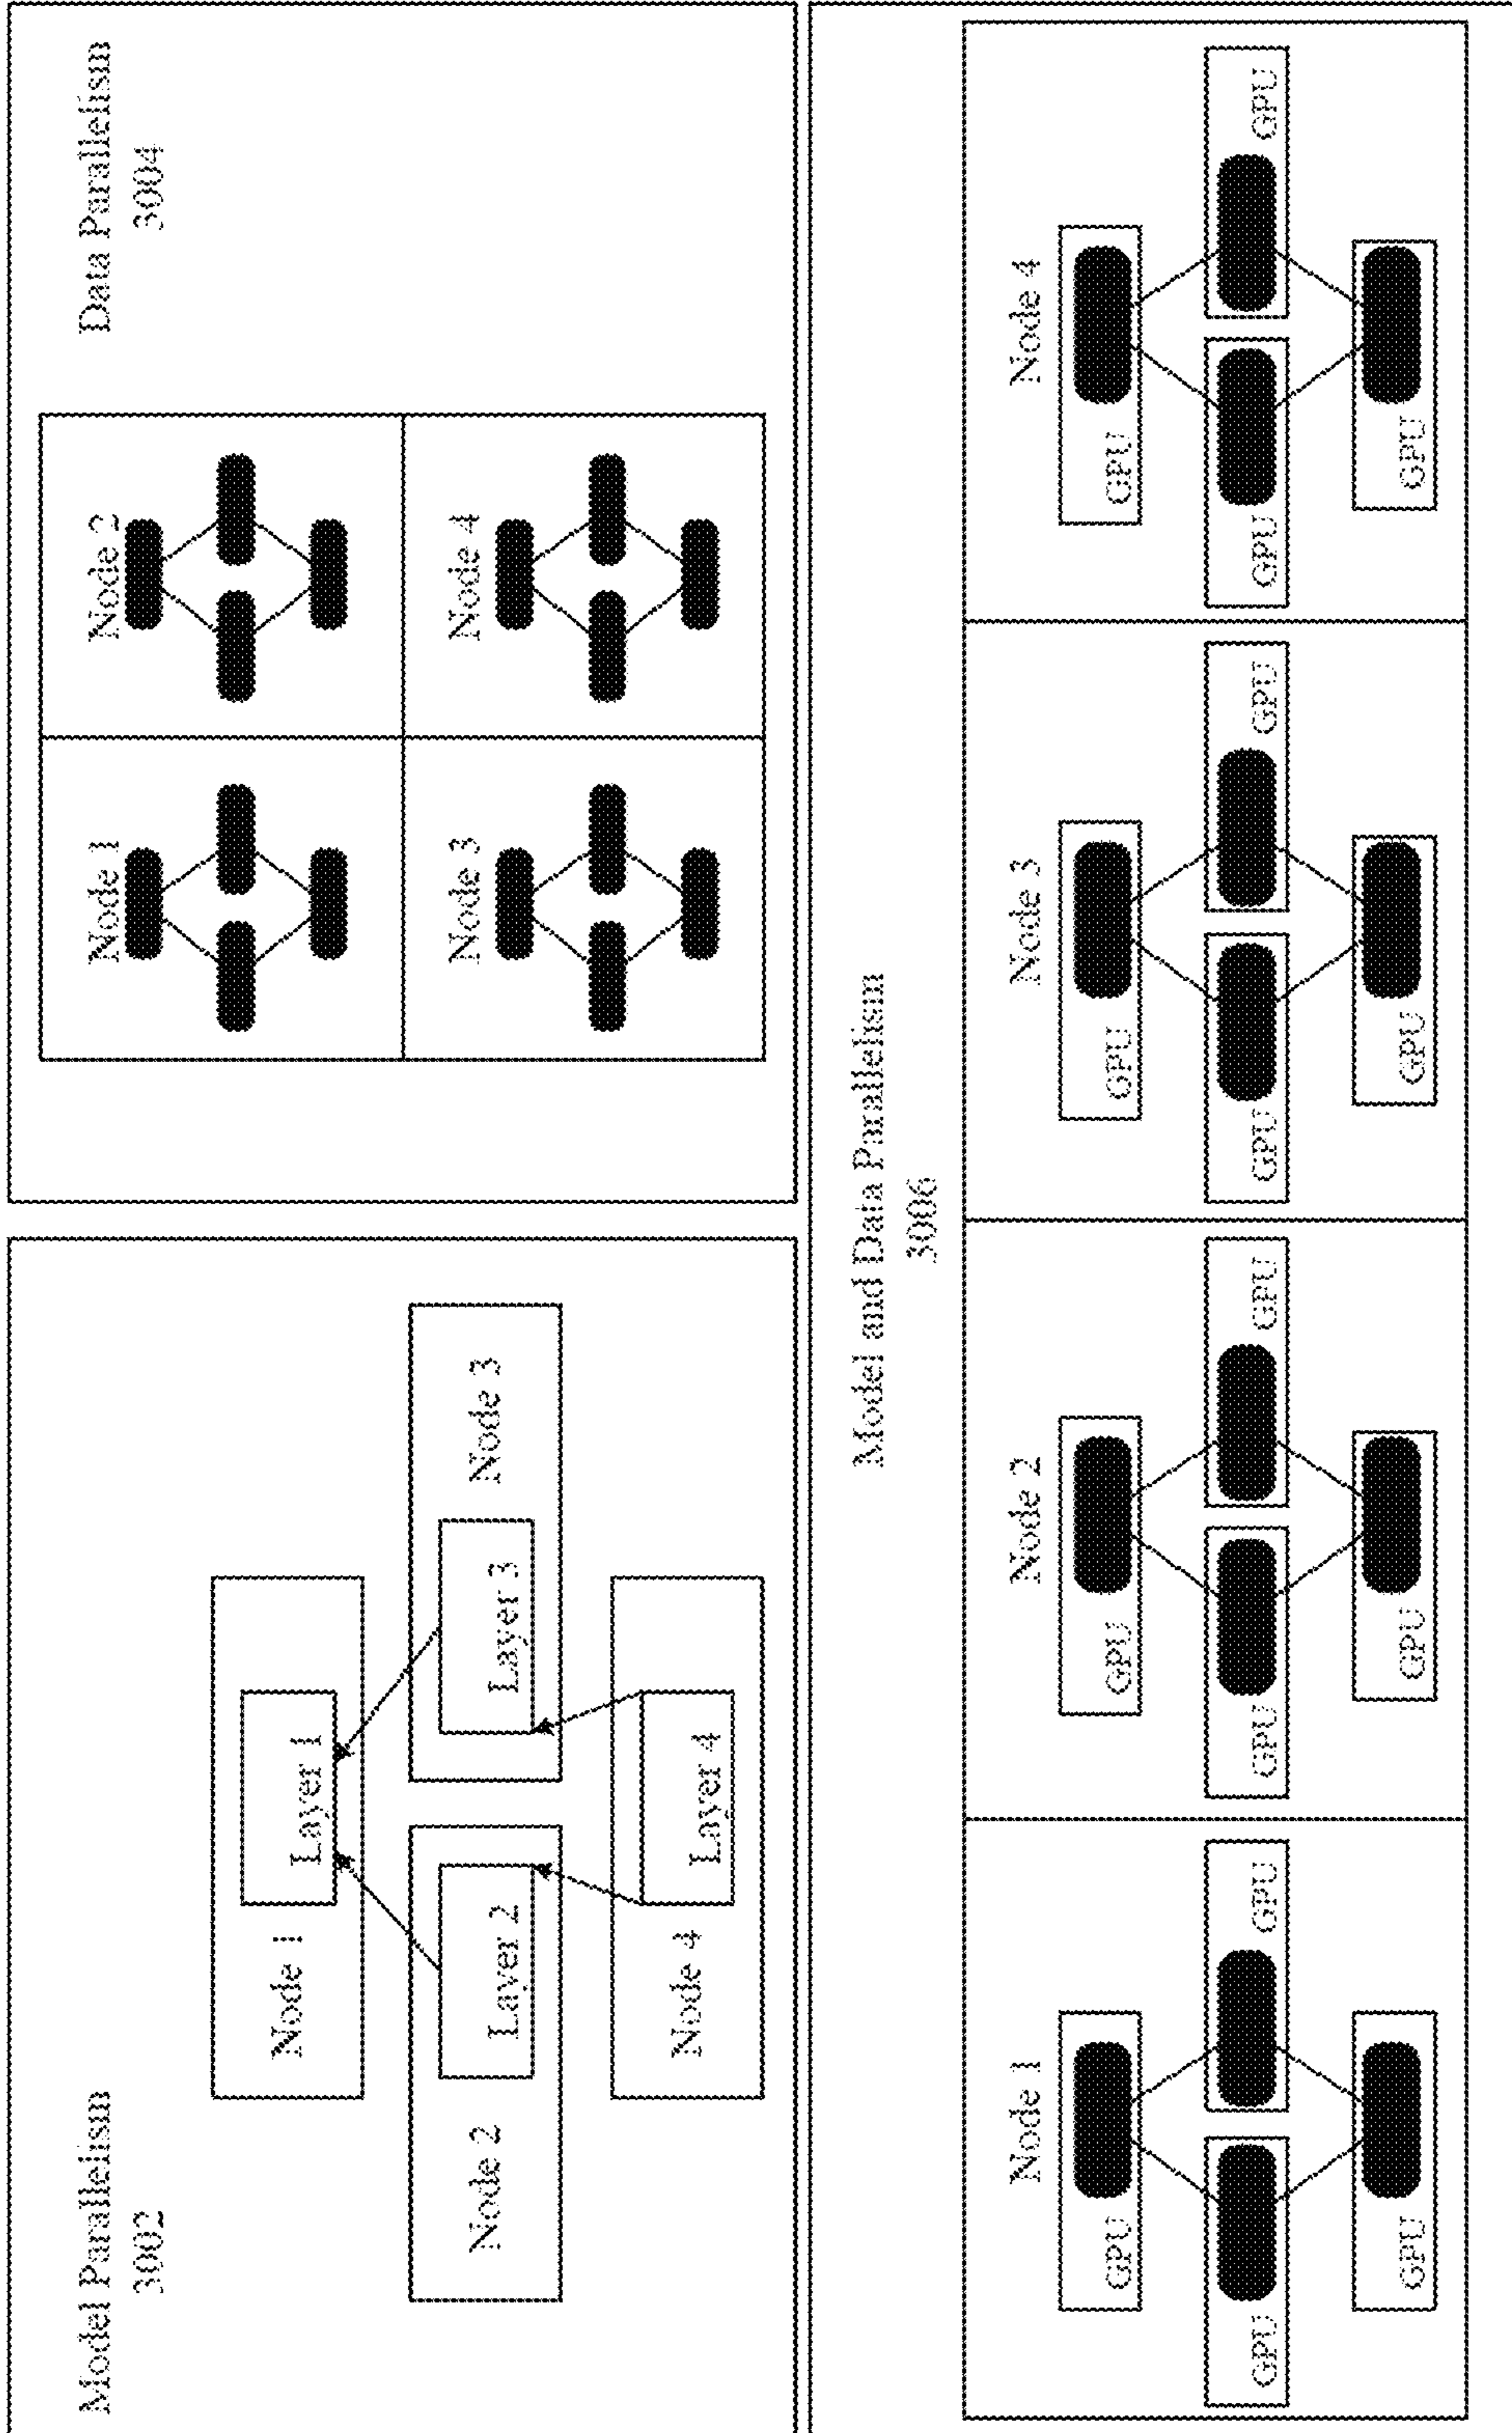 Model Parallelism
3002
Node 1
Layer 1
Node 2
Layer 2
Layer 3
Node 3
Node 4
Layer 4
Data Parallelism
3004
Node 1
Node 2
Node 3
Node 4
Model and Data Parallelism
3006
Node 1
GPU
GPU
GPU
GPU
Node 2
GPU
GPU
GPU
GPU
Node 3
GPU
GPU
GPU
GPU
Node 4
GPU
GPU
GPU
GPU